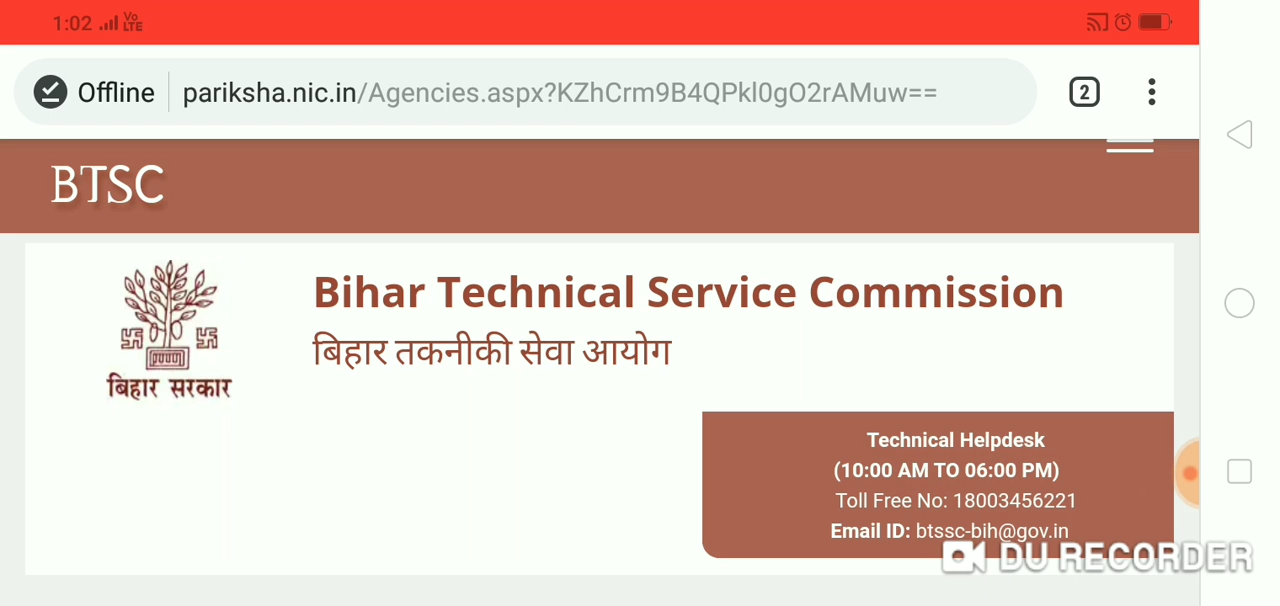 1:02 Vo LTE
Offline pariksha.nic.in/Agencies.aspx?KZhCrm9B4QPkl0gO2rAMuw== 2
BTSC
Bihar Technical Service Commission
बिहार तकनीकी सेवा आयोग
बिहार सरकार
Technical Helpdesk
(10:00 AM TO 06:00 PM)
Toll Free No: 18003456221
Email ID: btssc-bih@gov.in
DU RECORDER